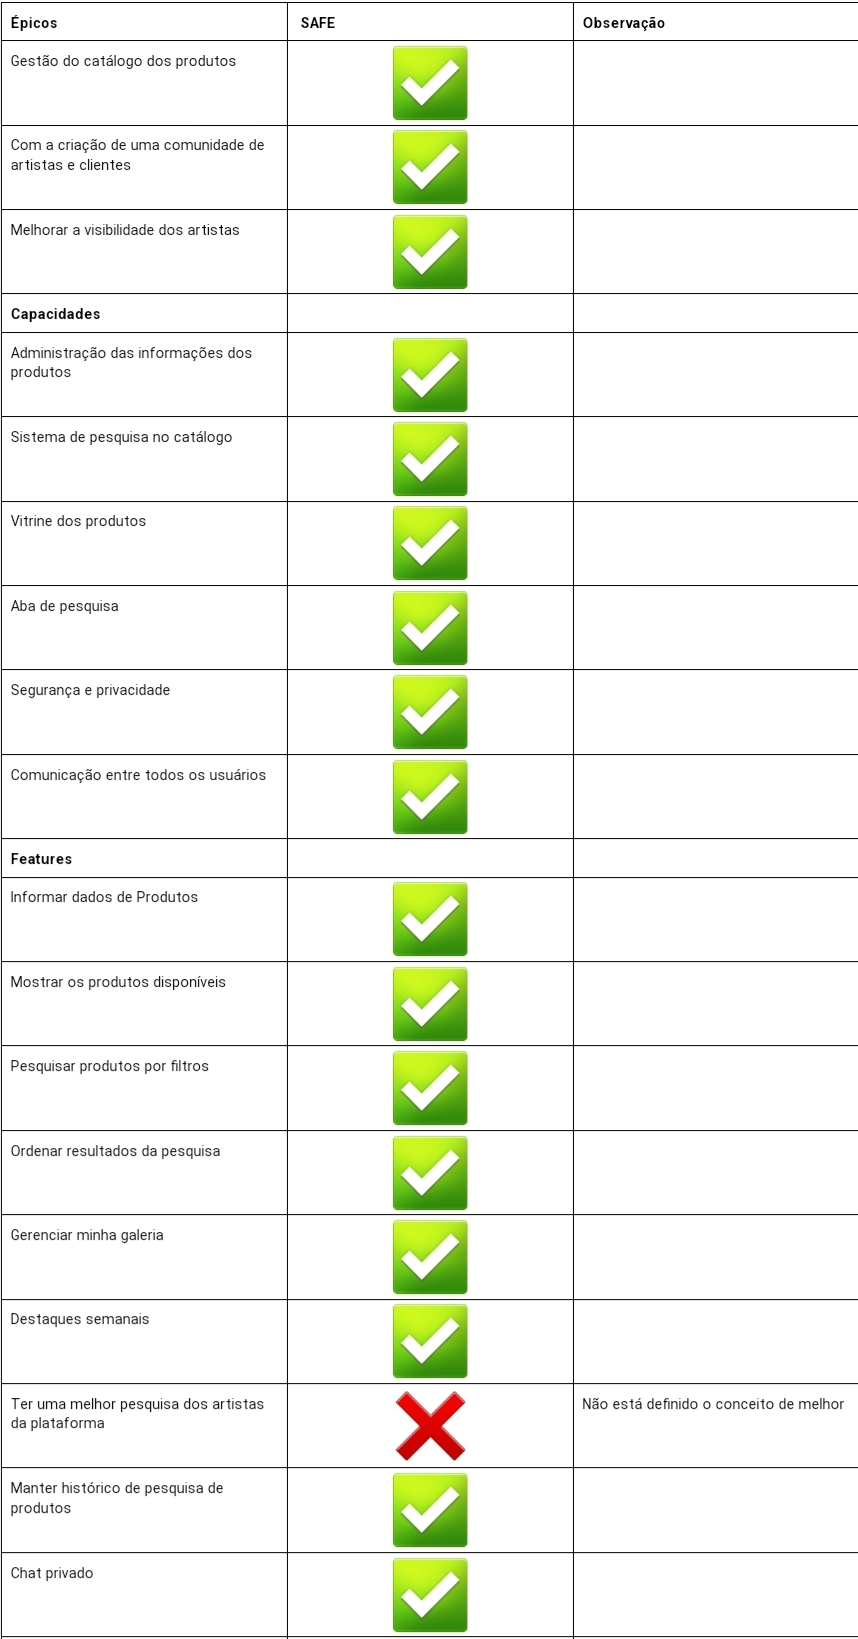 Épicos SAFE Observação
Gestão do catálogo dos produtos
Com a criação de uma comunidade de
artistas e clientes
Melhorar a visibilidade dos artistas
Capacidades
Administração das informações dos
produtos
Sistema de pesquisa no catálogo
Vitrine dos produtos
Aba de pesquisa
Segurança e privacidade
Comunicação entre todos os usuários
Features
Informar dados de Produtos
Mostrar os produtos disponíveis
Pesquisar produtos por filtros
Ordenar resultados da pesquisa
Gerenciar minha galeria
Destaques semanais
Ter uma melhor pesquisa dos artistas
da plataforma
Não está definido o conceito de melhor
Manter histórico de pesquisa de
produtos
Chat privado